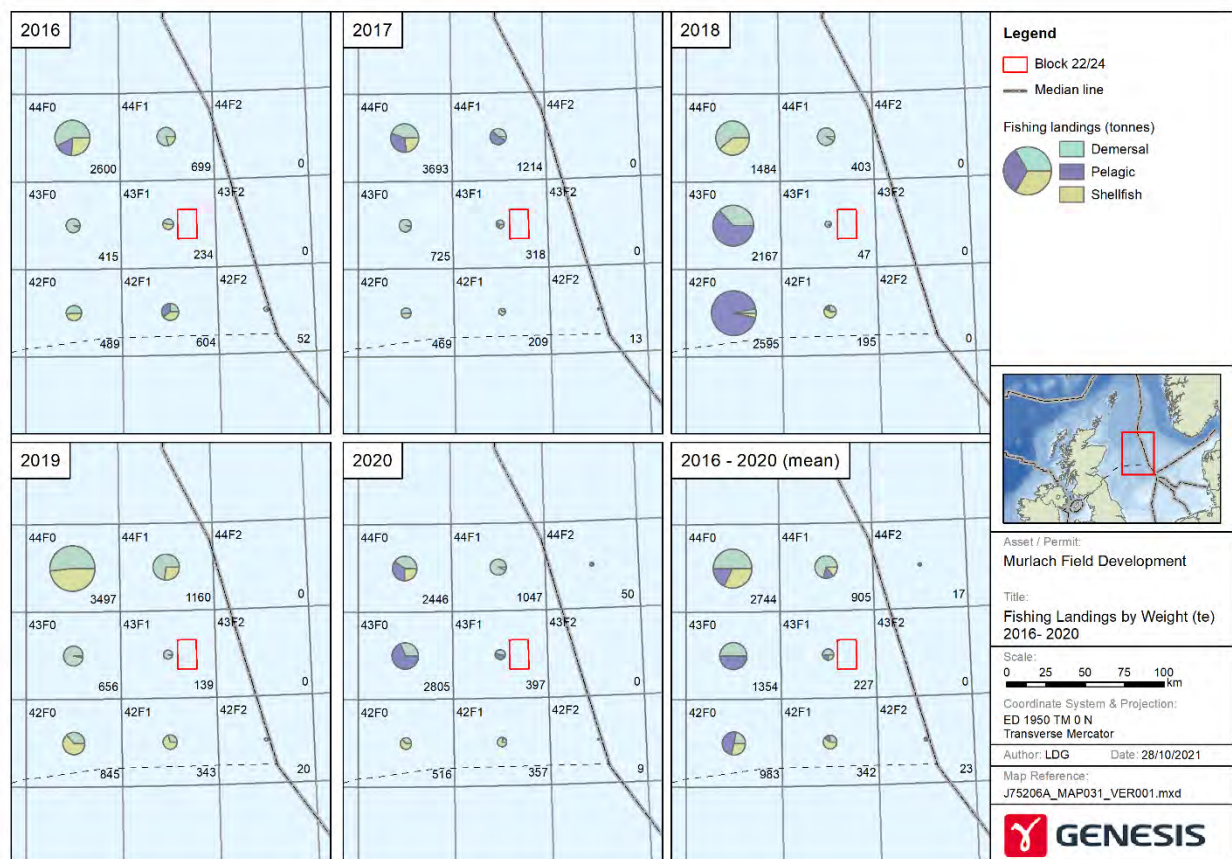 2016
44F0
44F1
44F2
2600
699
0
43F0
43F1
43F2
415
234
0
42F0
42F1
42F2
489
604
52
2017
44F0
44F1
44F2
3693
1214
0
43F0
43F1
43F2
725
318
0
42F0
42F1
42F2
469
209
13
2018
44F0
44F1
44F2
1484
403
0
43F0
43F1
43F2
2167
47
0
42F0
42F1
42F2
2595
195
0
2019
44F0
44F1
44F2
3497
1160
0
43F0
43F1
43F2
656
139
0
42F0
42F1
42F2
845
343
20
2020
44F0
44F1
44F2
2446
1047
50
43F0
43F1
43F2
2805
397
0
42F0
42F1
42F2
516
357
9
2016 - 2020 (mean)
44F0
44F1
44F2
2744
905
17
43F0
43F1
43F2
1354
227
0
42F0
42F1
42F2
983
342
23
Legend
Block 22/24
Median line
Fishing landings (tonnes)
Demersal
Pelagic
Shellfish
Asset / Permit:
Murlach Field Development
Title:
Fishing Landings by Weight (te)
2016- 2020
Scale:
0 25 50 75 100
km
Coordinate System & Projection:
ED 1950 TM 0 N
Transverse Mercator
Author: LDG Date: 28/10/2021
Map Reference:
J75206A_MAP031_VER001.mxd
GENESIS